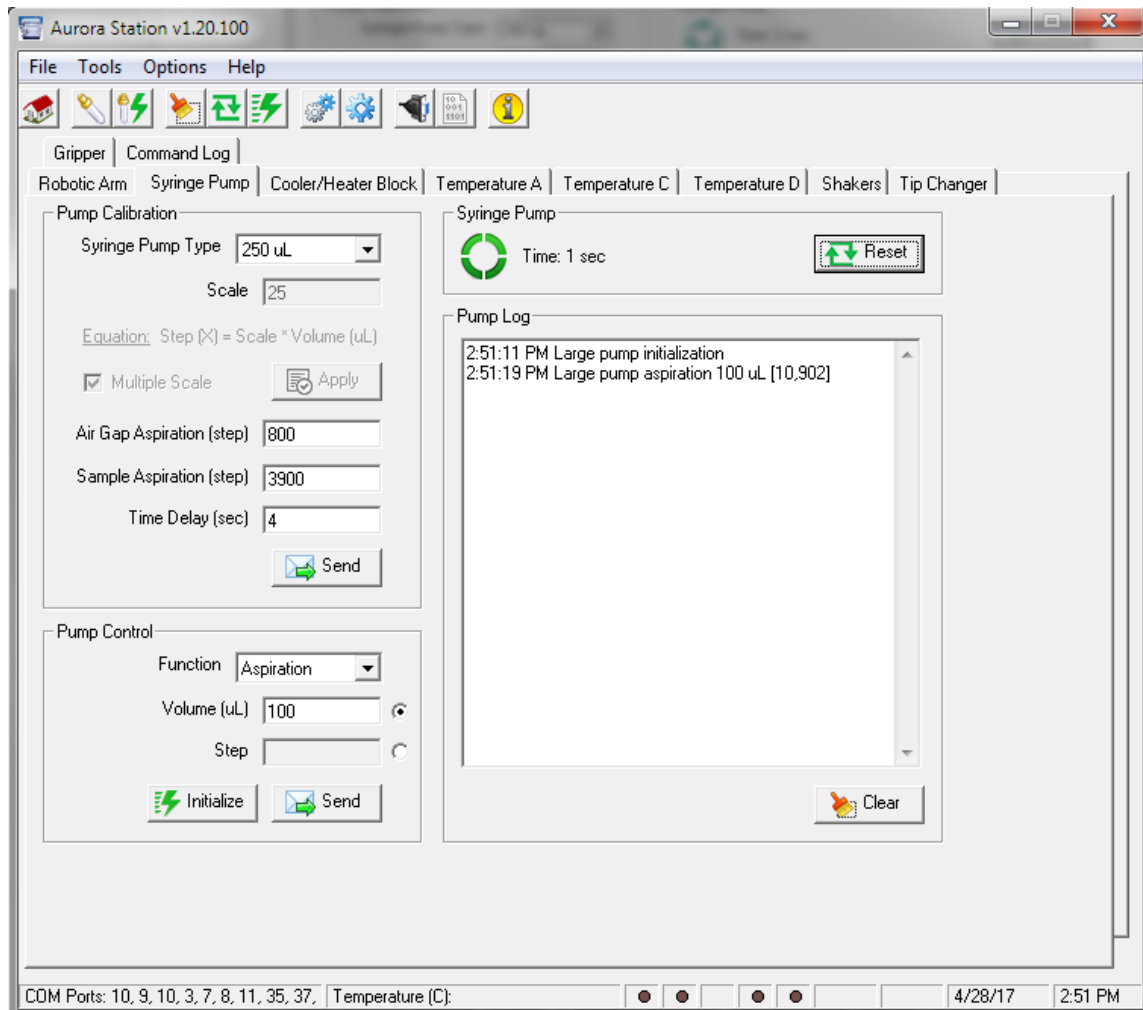 Aurora Station v1.20.100
File Tools Options Help
Gripper Command Log
Robotic Arm Syringe Pump Cooler/Heater Block Temperature A Temperature C Temperature D Shakers Tip Changer
Pump Calibration
Syringe Pump Type 250 uL
Scale 25
Equation: Step (X) = Scale * Volume (uL)
Multiple Scale Apply
Air Gap Aspiration (step) 800
Sample Aspiration (step) 3900
Time Delay (sec) 4
Send
Pump Control
Function Aspiration
Volume (uL) 100
Step
Initialize Send
Syringe Pump
Time: 1 sec Reset
Pump Log
2:51:11 PM Large pump initialization
2:51:19 PM Large pump aspiration 100 uL [10,902]
Clear
COM Ports: 10, 9, 10, 3, 7, 8, 11, 35, 37, Temperature (C): 4/28/17 2:51 PM